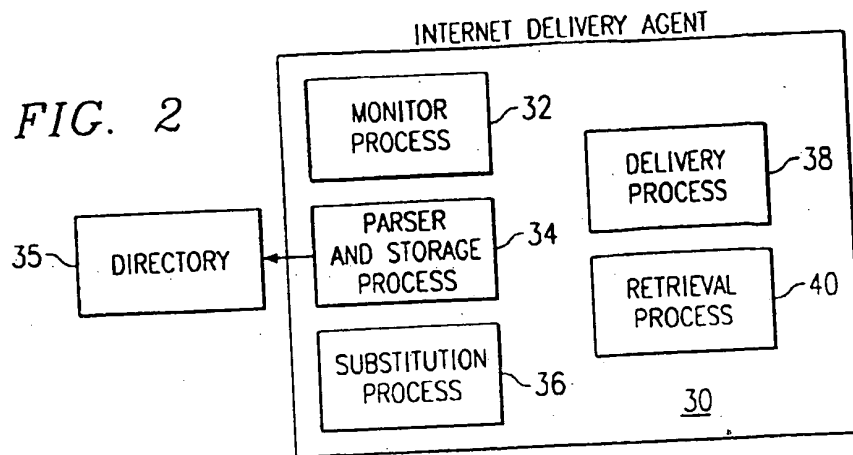 INTERNET DELIVERY AGENT
FIG. 2
MONITOR
PROCESS
32
DELIVERY
PROCESS
38
35
DIRECTORY
PARSER
AND STORAGE
PROCESS
34
RETRIEVAL
PROCESS
40
SUBSTITUTION
PROCESS
36
30